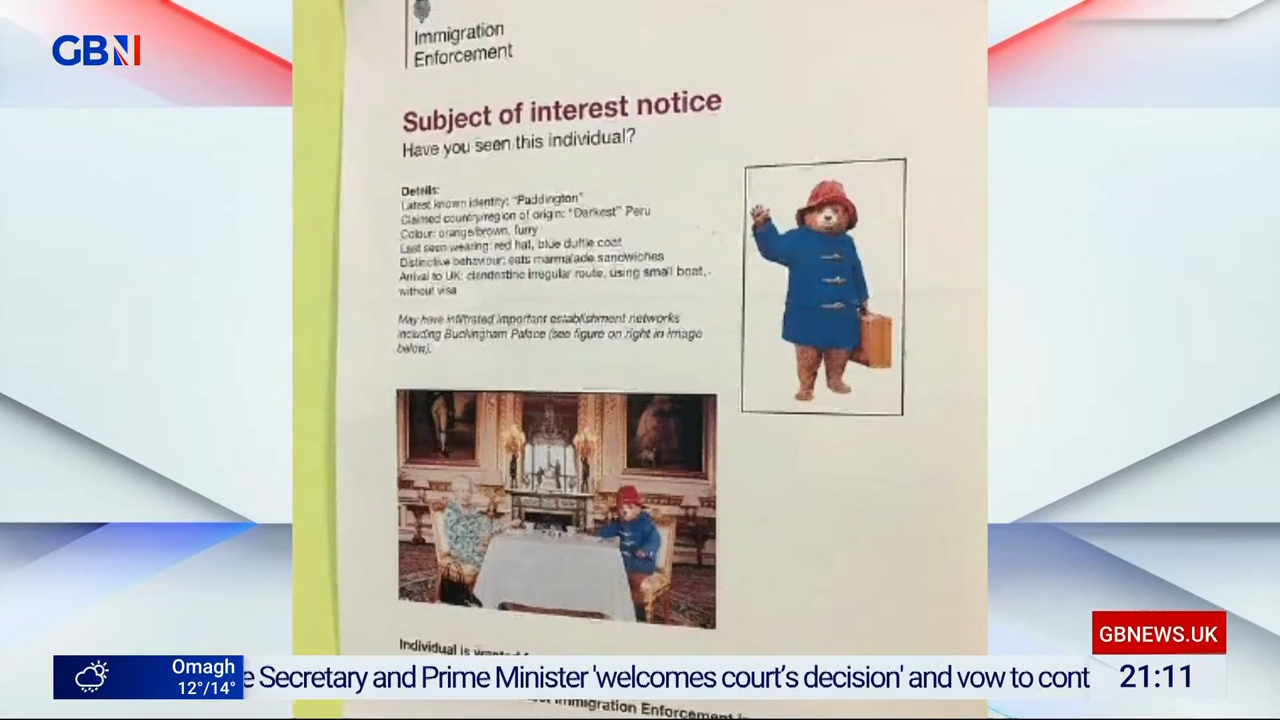 GBN
Immigration
Enforcement
Subject of interest notice
Have you seen this individual?
Details:
Latest known identity: "Paddington"
Claimed country/region of origin: "Darkest" Peru
Colour: orange/brown, furry
Last seen wearing: red hat, blue duffle coat
Distinctive behaviour: eats marmalade sandwiches
Arrival to UK: clandestine irregular route, using small boat,
without visa
May have infiltrated important establishment networks
including Buckingham Palace (see figure on right in image
below).
Individual is wanted
GBNEWS.UK
Omagh
12°/14°
e Secretary and Prime Minister 'welcomes court's decision' and vow to cont
21:11
Immigration Enforcement